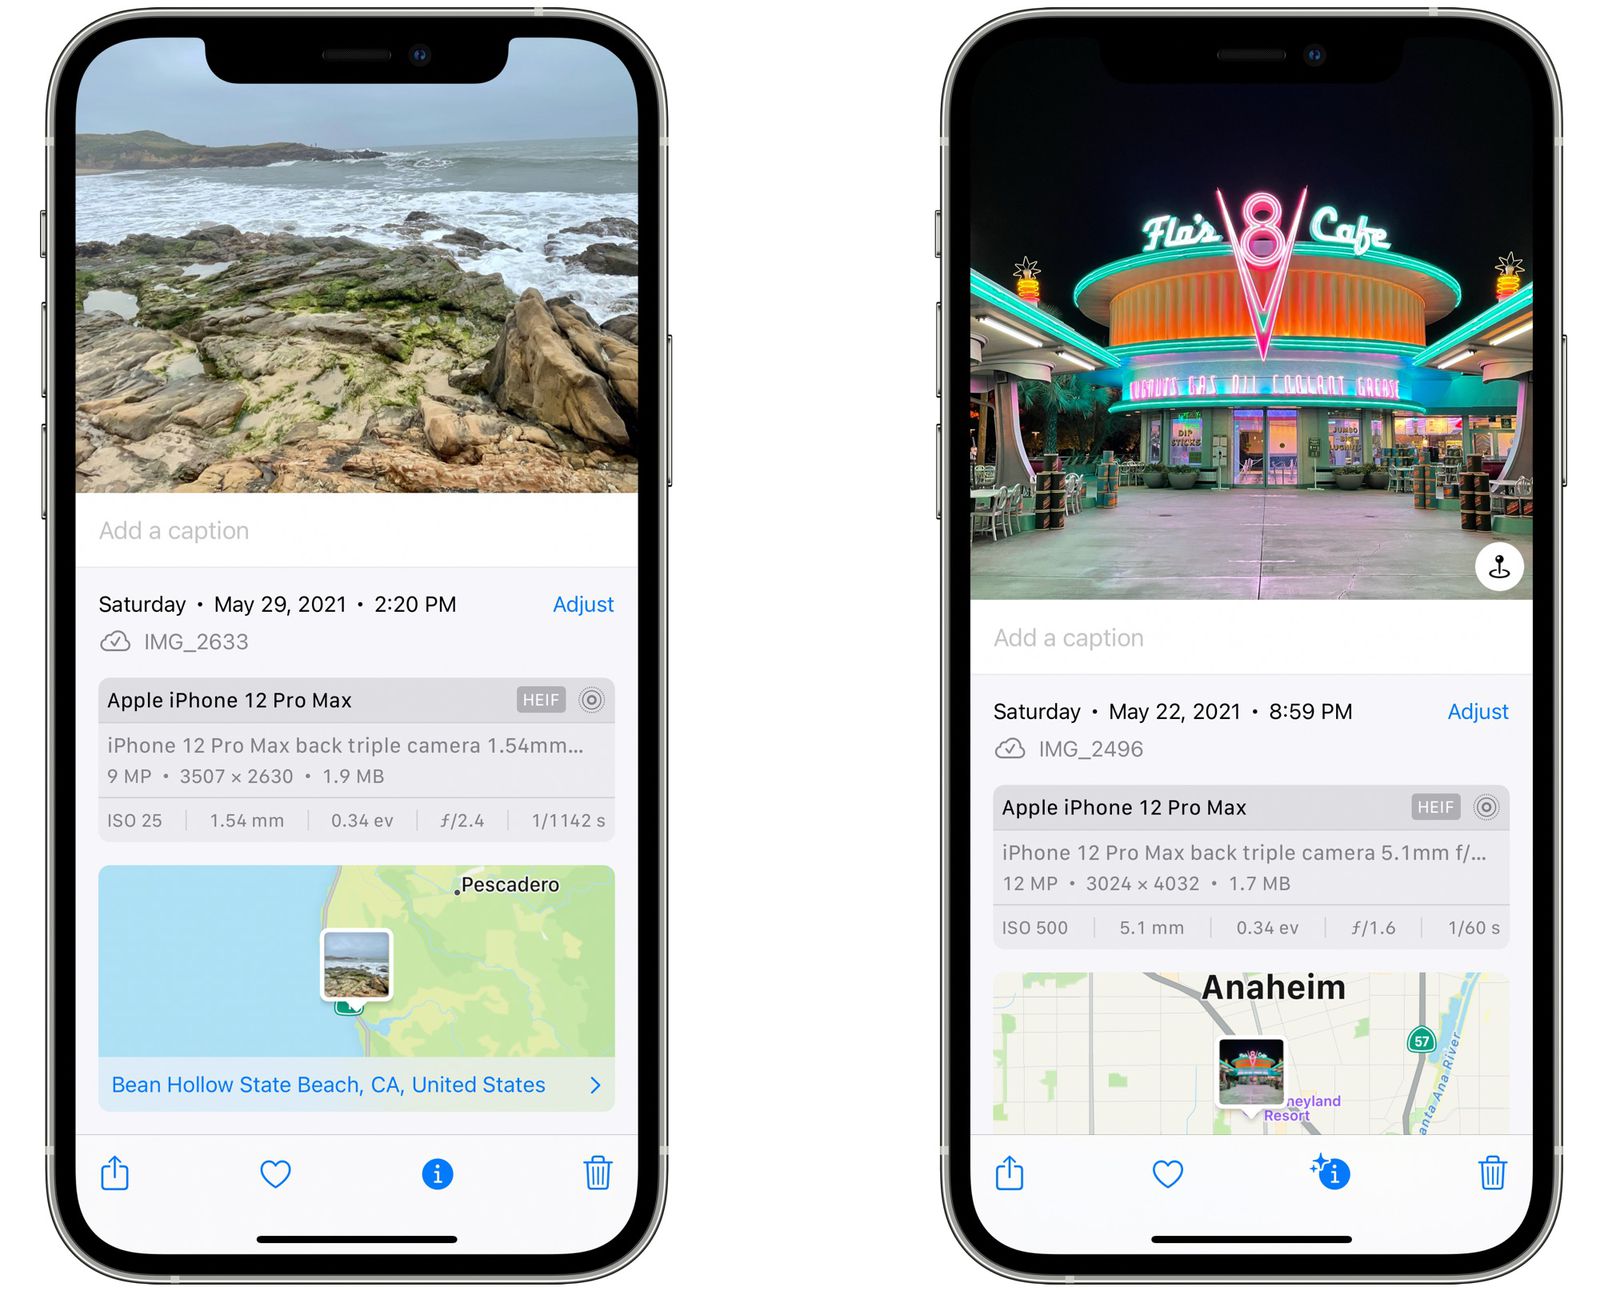 Add a caption
Saturday • May 29, 2021 • 2:20 PM
Adjust
IMG_2633
Apple iPhone 12 Pro Max
HEIF
iPhone 12 Pro Max back triple camera 1.54mm...
9 MP • 3507 × 2630 • 1.9 MB
ISO 25
1.54 mm
0.34 ev
ƒ/2.4
1/1142 s
Pescadero
Bean Hollow State Beach, CA, United States
Flo's V8 Cafe
GAS OIL COOLANT GREASE
DIP
STICKS
JUMBO
Add a caption
Saturday • May 22, 2021 • 8:59 PM
Adjust
IMG_2496
Apple iPhone 12 Pro Max
HEIF
iPhone 12 Pro Max back triple camera 5.1mm f/...
12 MP • 3024 × 4032 • 1.7 MB
ISO 500
5.1 mm
0.34 ev
ƒ/1.6
1/60 s
Anaheim
57
anta Ana River
neyland
Resort